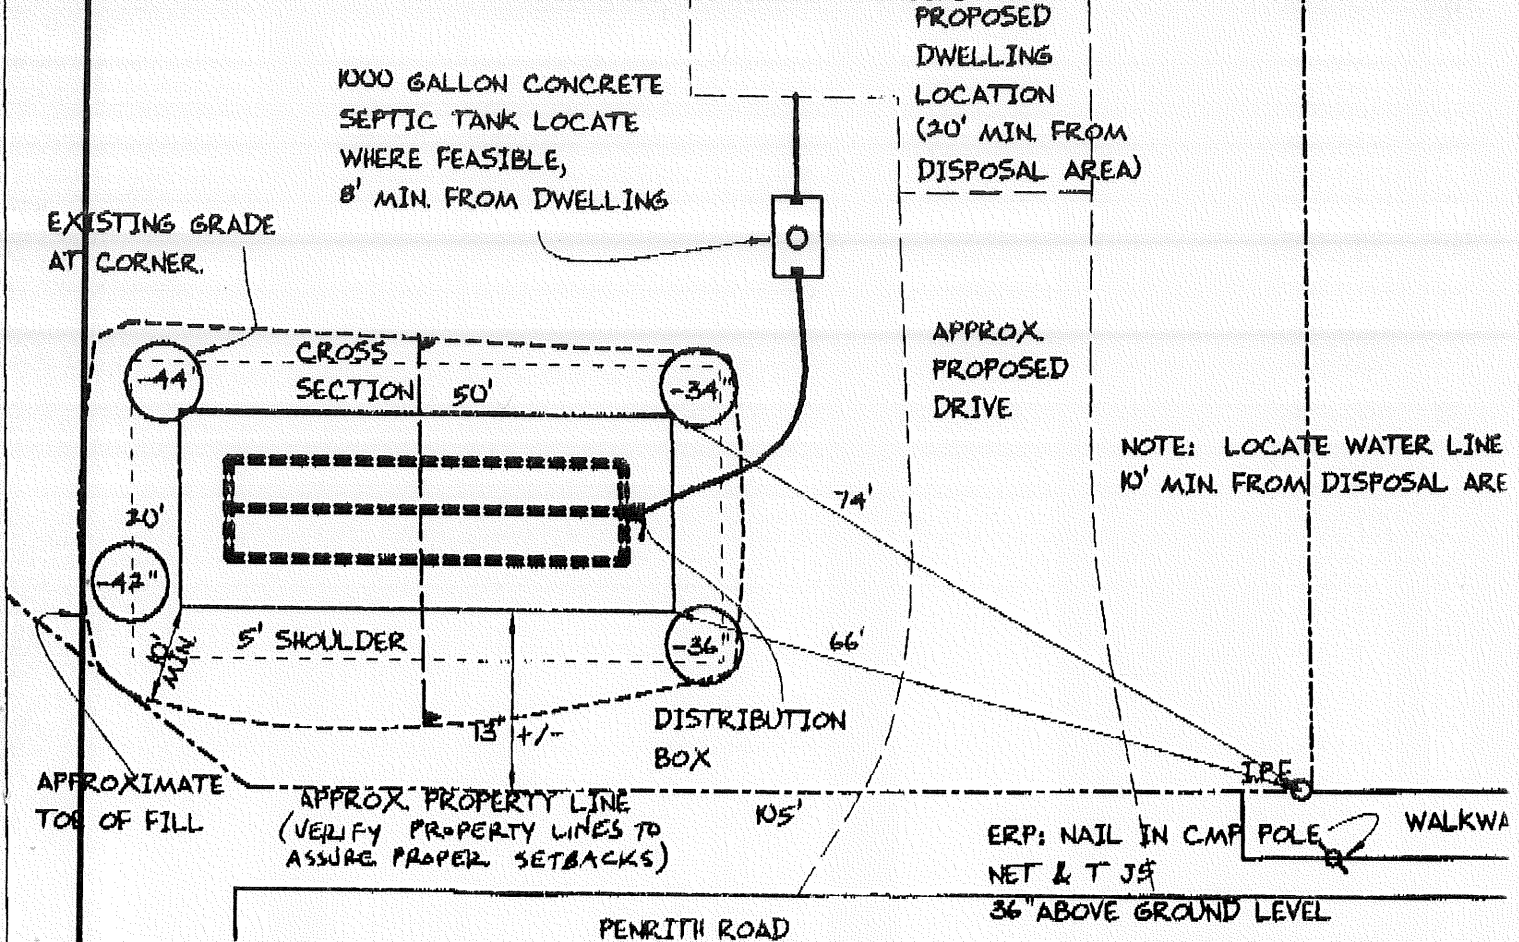 PROPOSED
DWELLING
LOCATION
(20' MIN. FROM
DISPOSAL AREA)
1000 GALLON CONCRETE
SEPTIC TANK LOCATE
WHERE FEASIBLE,
8' MIN. FROM DWELLING
EXISTING GRADE
AT CORNER.
CROSS
SECTION
50'
-44"
-34"
APPROX.
PROPOSED
DRIVE
NOTE: LOCATE WATER LINE
10' MIN. FROM DISPOSAL ARE
74'
20'
-42"
5' SHOULDER
10'
MIN.
-36"
66'
13' +/-
DISTRIBUTION
BOX
APPROXIMATE
TOE OF FILL
I.P.F.
APPROX. PROPERTY LINE
(VERIFY PROPERTY LINES TO
ASSURE PROPER SETBACKS)
105'
ERP: NAIL IN CMP POLE
NET & T J$
36" ABOVE GROUND LEVEL
WALKWA
PENRITH ROAD